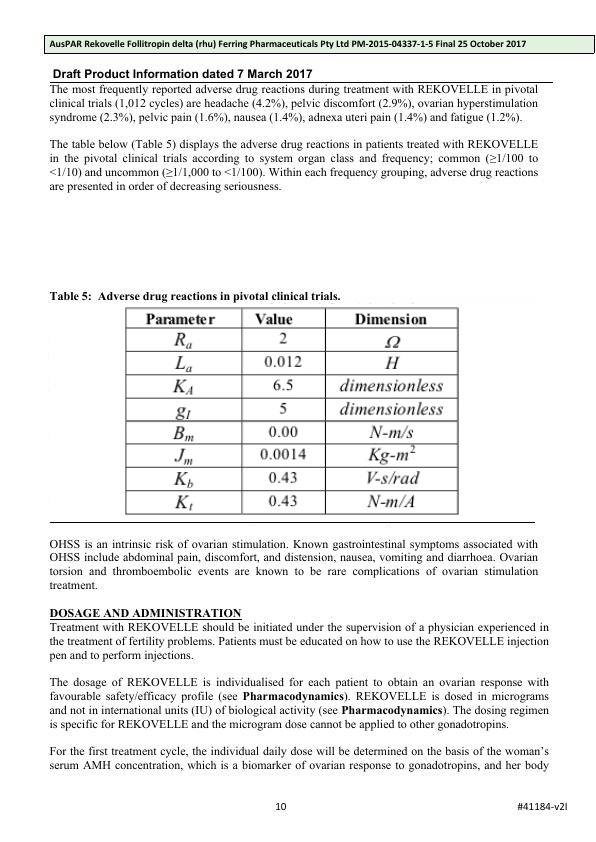 AusPAR Rekovelle Follitropin delta (rhu) Ferring Pharmaceuticals Pty Ltd PM-2015-04337-1-5 Final 25 October 2017
Draft Product Information dated 7 March 2017
The most frequently reported adverse drug reactions during treatment with REKOVELLE in pivotal
clinical trials (1,012 cycles) are headache (4.2%), pelvic discomfort (2.9%), ovarian hyperstimulation
syndrome (2.3%), pelvic pain (1.6%), nausea (1.4%), adnexa uteri pain (1.4%) and fatigue (1.2%).
The table below (Table 5) displays the adverse drug reactions in patients treated with REKOVELLE
in the pivotal clinical trials according to system organ class and frequency; common (≥1/100 to
<1/10) and uncommon (≥1/1,000 to <1/100). Within each frequency grouping, adverse drug reactions
are presented in order of decreasing seriousness.
Table 5: Adverse drug reactions in pivotal clinical trials.
Parameter Value Dimension
Rₐ 2 Ω
Lₐ 0.012 H
K_A 6.5 dimensionless
g_I 5 dimensionless
B_m 0.00 N-m/s
J_m 0.0014 Kg-m²
K_b 0.43 V-s/rad
K_t 0.43 N-m/A
OHSS is an intrinsic risk of ovarian stimulation. Known gastrointestinal symptoms associated with
OHSS include abdominal pain, discomfort, and distension, nausea, vomiting and diarrhoea. Ovarian
torsion and thromboembolic events are known to be rare complications of ovarian stimulation
treatment.
DOSAGE AND ADMINISTRATION
Treatment with REKOVELLE should be initiated under the supervision of a physician experienced in
the treatment of fertility problems. Patients must be educated on how to use the REKOVELLE injection
pen and to perform injections.
The dosage of REKOVELLE is individualised for each patient to obtain an ovarian response with
favourable safety/efficacy profile (see Pharmacodynamics). REKOVELLE is dosed in micrograms
and not in international units (IU) of biological activity (see Pharmacodynamics). The dosing regimen
is specific for REKOVELLE and the microgram dose cannot be applied to other gonadotropins.
For the first treatment cycle, the individual daily dose will be determined on the basis of the woman's
serum AMH concentration, which is a biomarker of ovarian response to gonadotropins, and her body
10 #41184-v2I